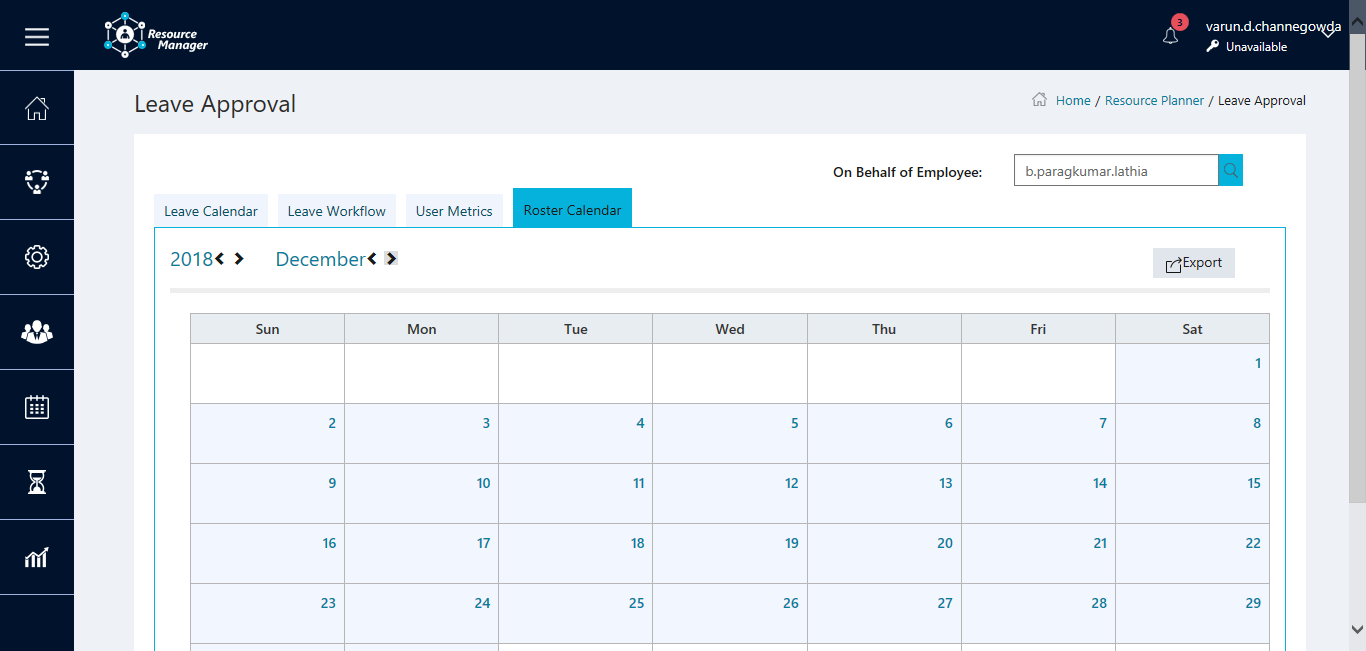 Resource
Manager
3
varun.d.channegowda
Unavailable
Leave Approval
Home / Resource Planner / Leave Approval
On Behalf of Employee:
b.paragkumar.lathia
Leave Calendar
Leave Workflow
User Metrics
Roster Calendar
2018
December
Export
Sun Mon Tue Wed Thu Fri Sat
1
2 3 4 5 6 7 8
9 10 11 12 13 14 15
16 17 18 19 20 21 22
23 24 25 26 27 28 29